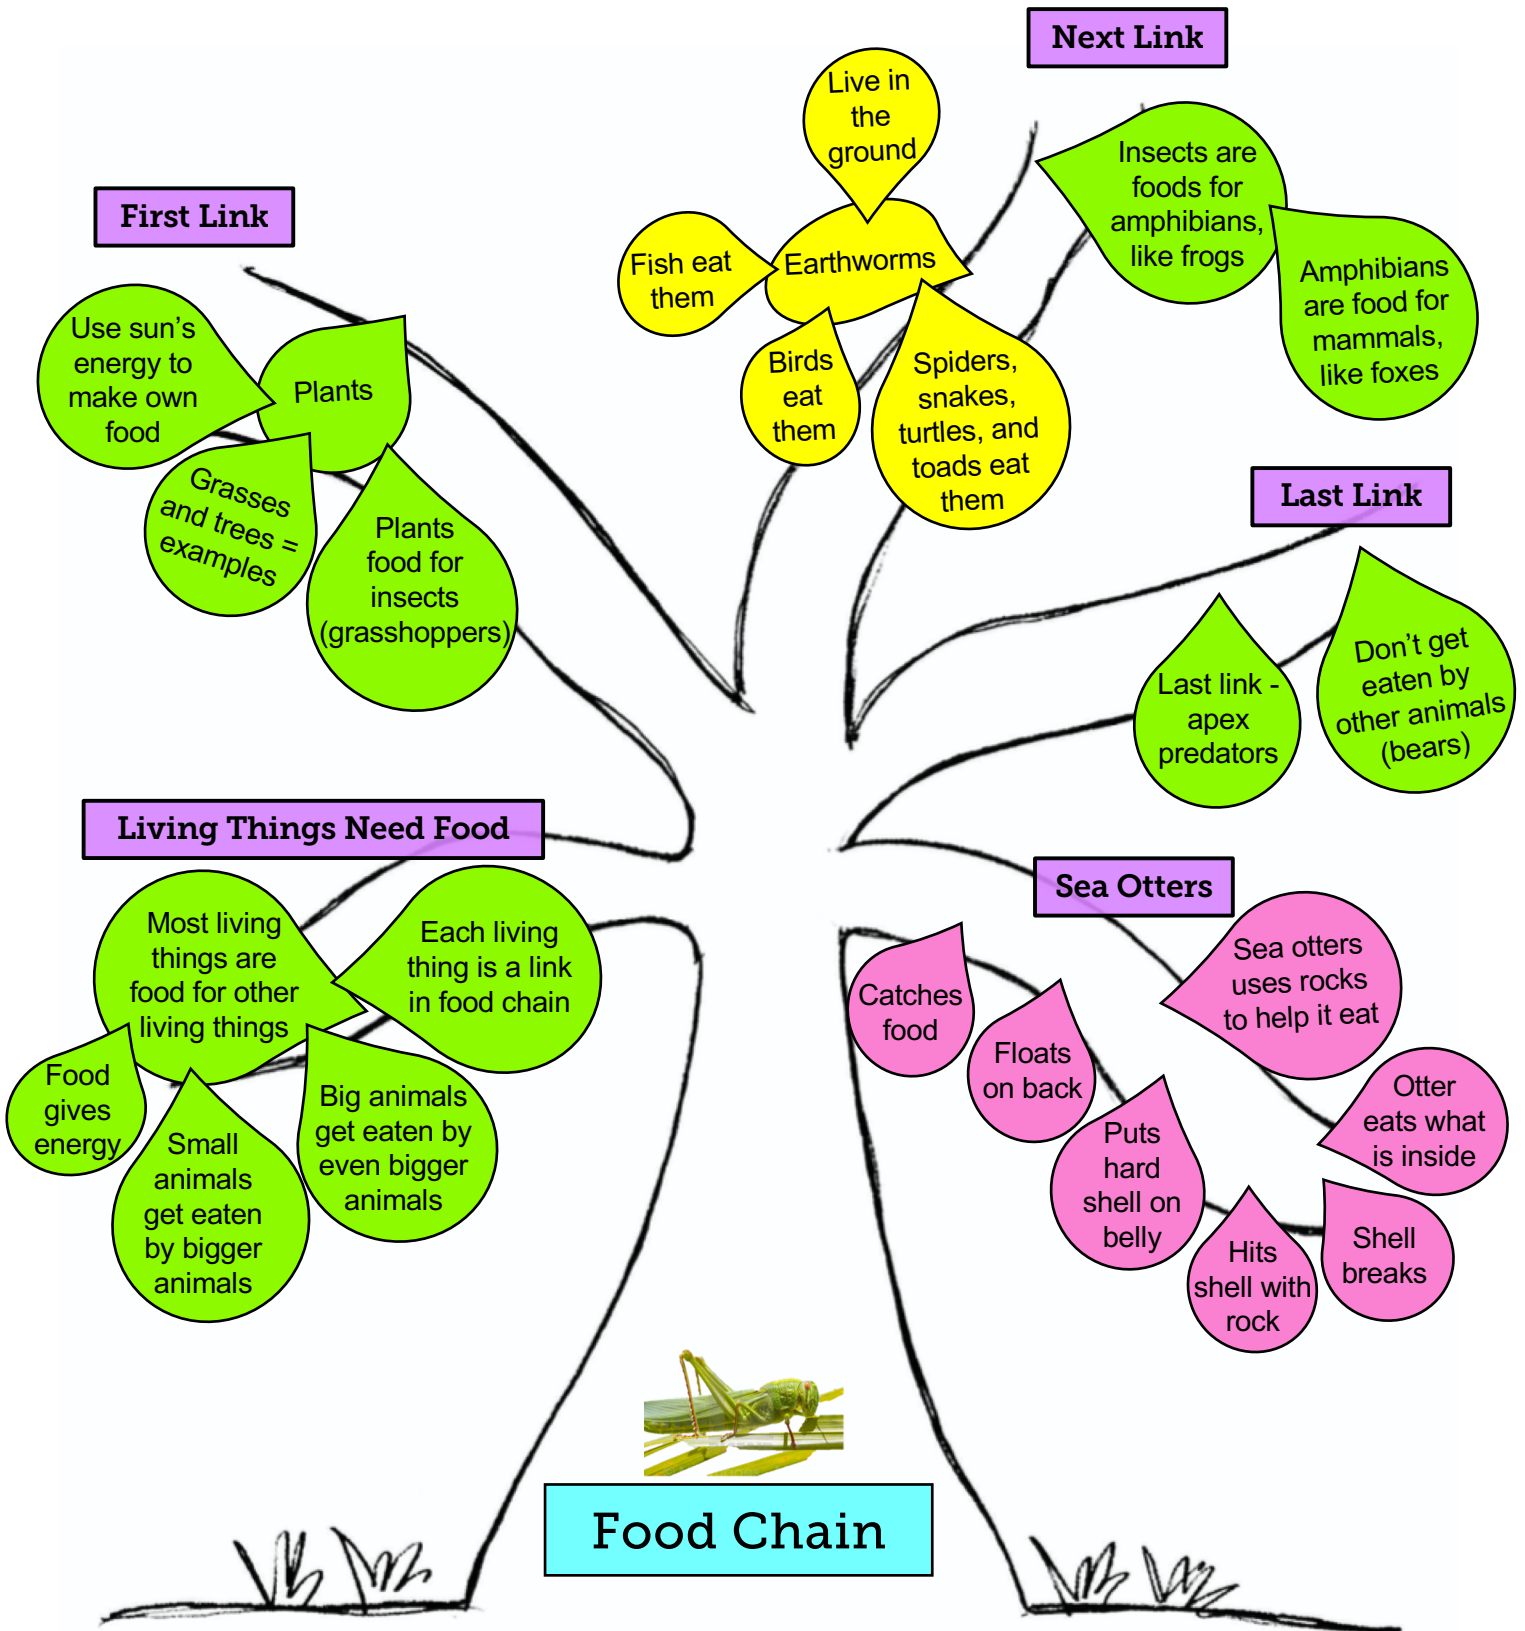 Next Link
Live in
the
ground
Fish eat
them
Earthworms
Birds
eat
them
Spiders,
snakes,
turtles, and
toads eat
them
Insects are
foods for
amphibians,
like frogs
Amphibians
are food for
mammals,
like foxes
First Link
Use sun's
energy to
make own
food
Plants
Grasses
and trees =
examples
Plants
food for
insects
(grasshoppers)
Last Link
Last link -
apex
predators
Don't get
eaten by
other animals
(bears)
Living Things Need Food
Most living
things are
food for other
living things
Each living
thing is a link
in food chain
Food
gives
energy
Small
animals
get eaten
by bigger
animals
Big animals
get eaten by
even bigger
animals
Sea Otters
Sea otters
uses rocks
to help it eat
Catches
food
Floats
on back
Puts
hard
shell on
belly
Hits
shell with
rock
Shell
breaks
Otter
eats what
is inside
Food Chain